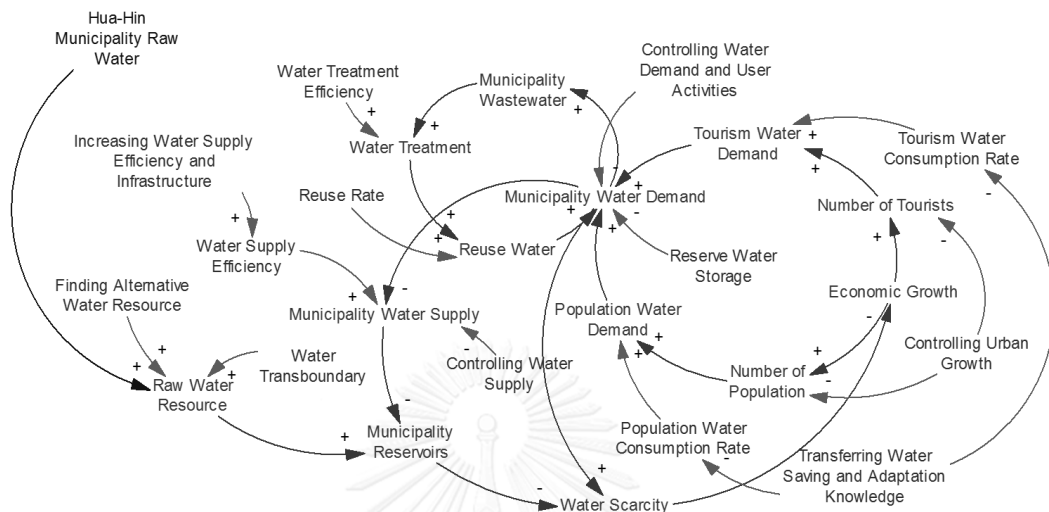 Hua-Hin
Municipality Raw
Water
Water Treatment
Efficiency
Municipality
Wastewater
Controlling Water
Demand and User
Activities
Increasing Water Supply
Efficiency and
Infrastructure
Water Treatment
Tourism Water
Demand
Tourism Water
Consumption Rate
Reuse Rate
Municipality Water Demand
Number of Tourists
Water Supply
Efficiency
Reuse Water
Reserve Water
Storage
Finding Alternative
Water Resource
Municipality Water Supply
Population Water
Demand
Economic Growth
Water
Transboundary
Controlling Water
Supply
Number of
Population
Controlling Urban
Growth
Raw Water
Resource
Municipality
Reservoirs
Population Water
Consumption Rate
Transferring Water
Saving and Adaptation
Knowledge
Water Scarcity